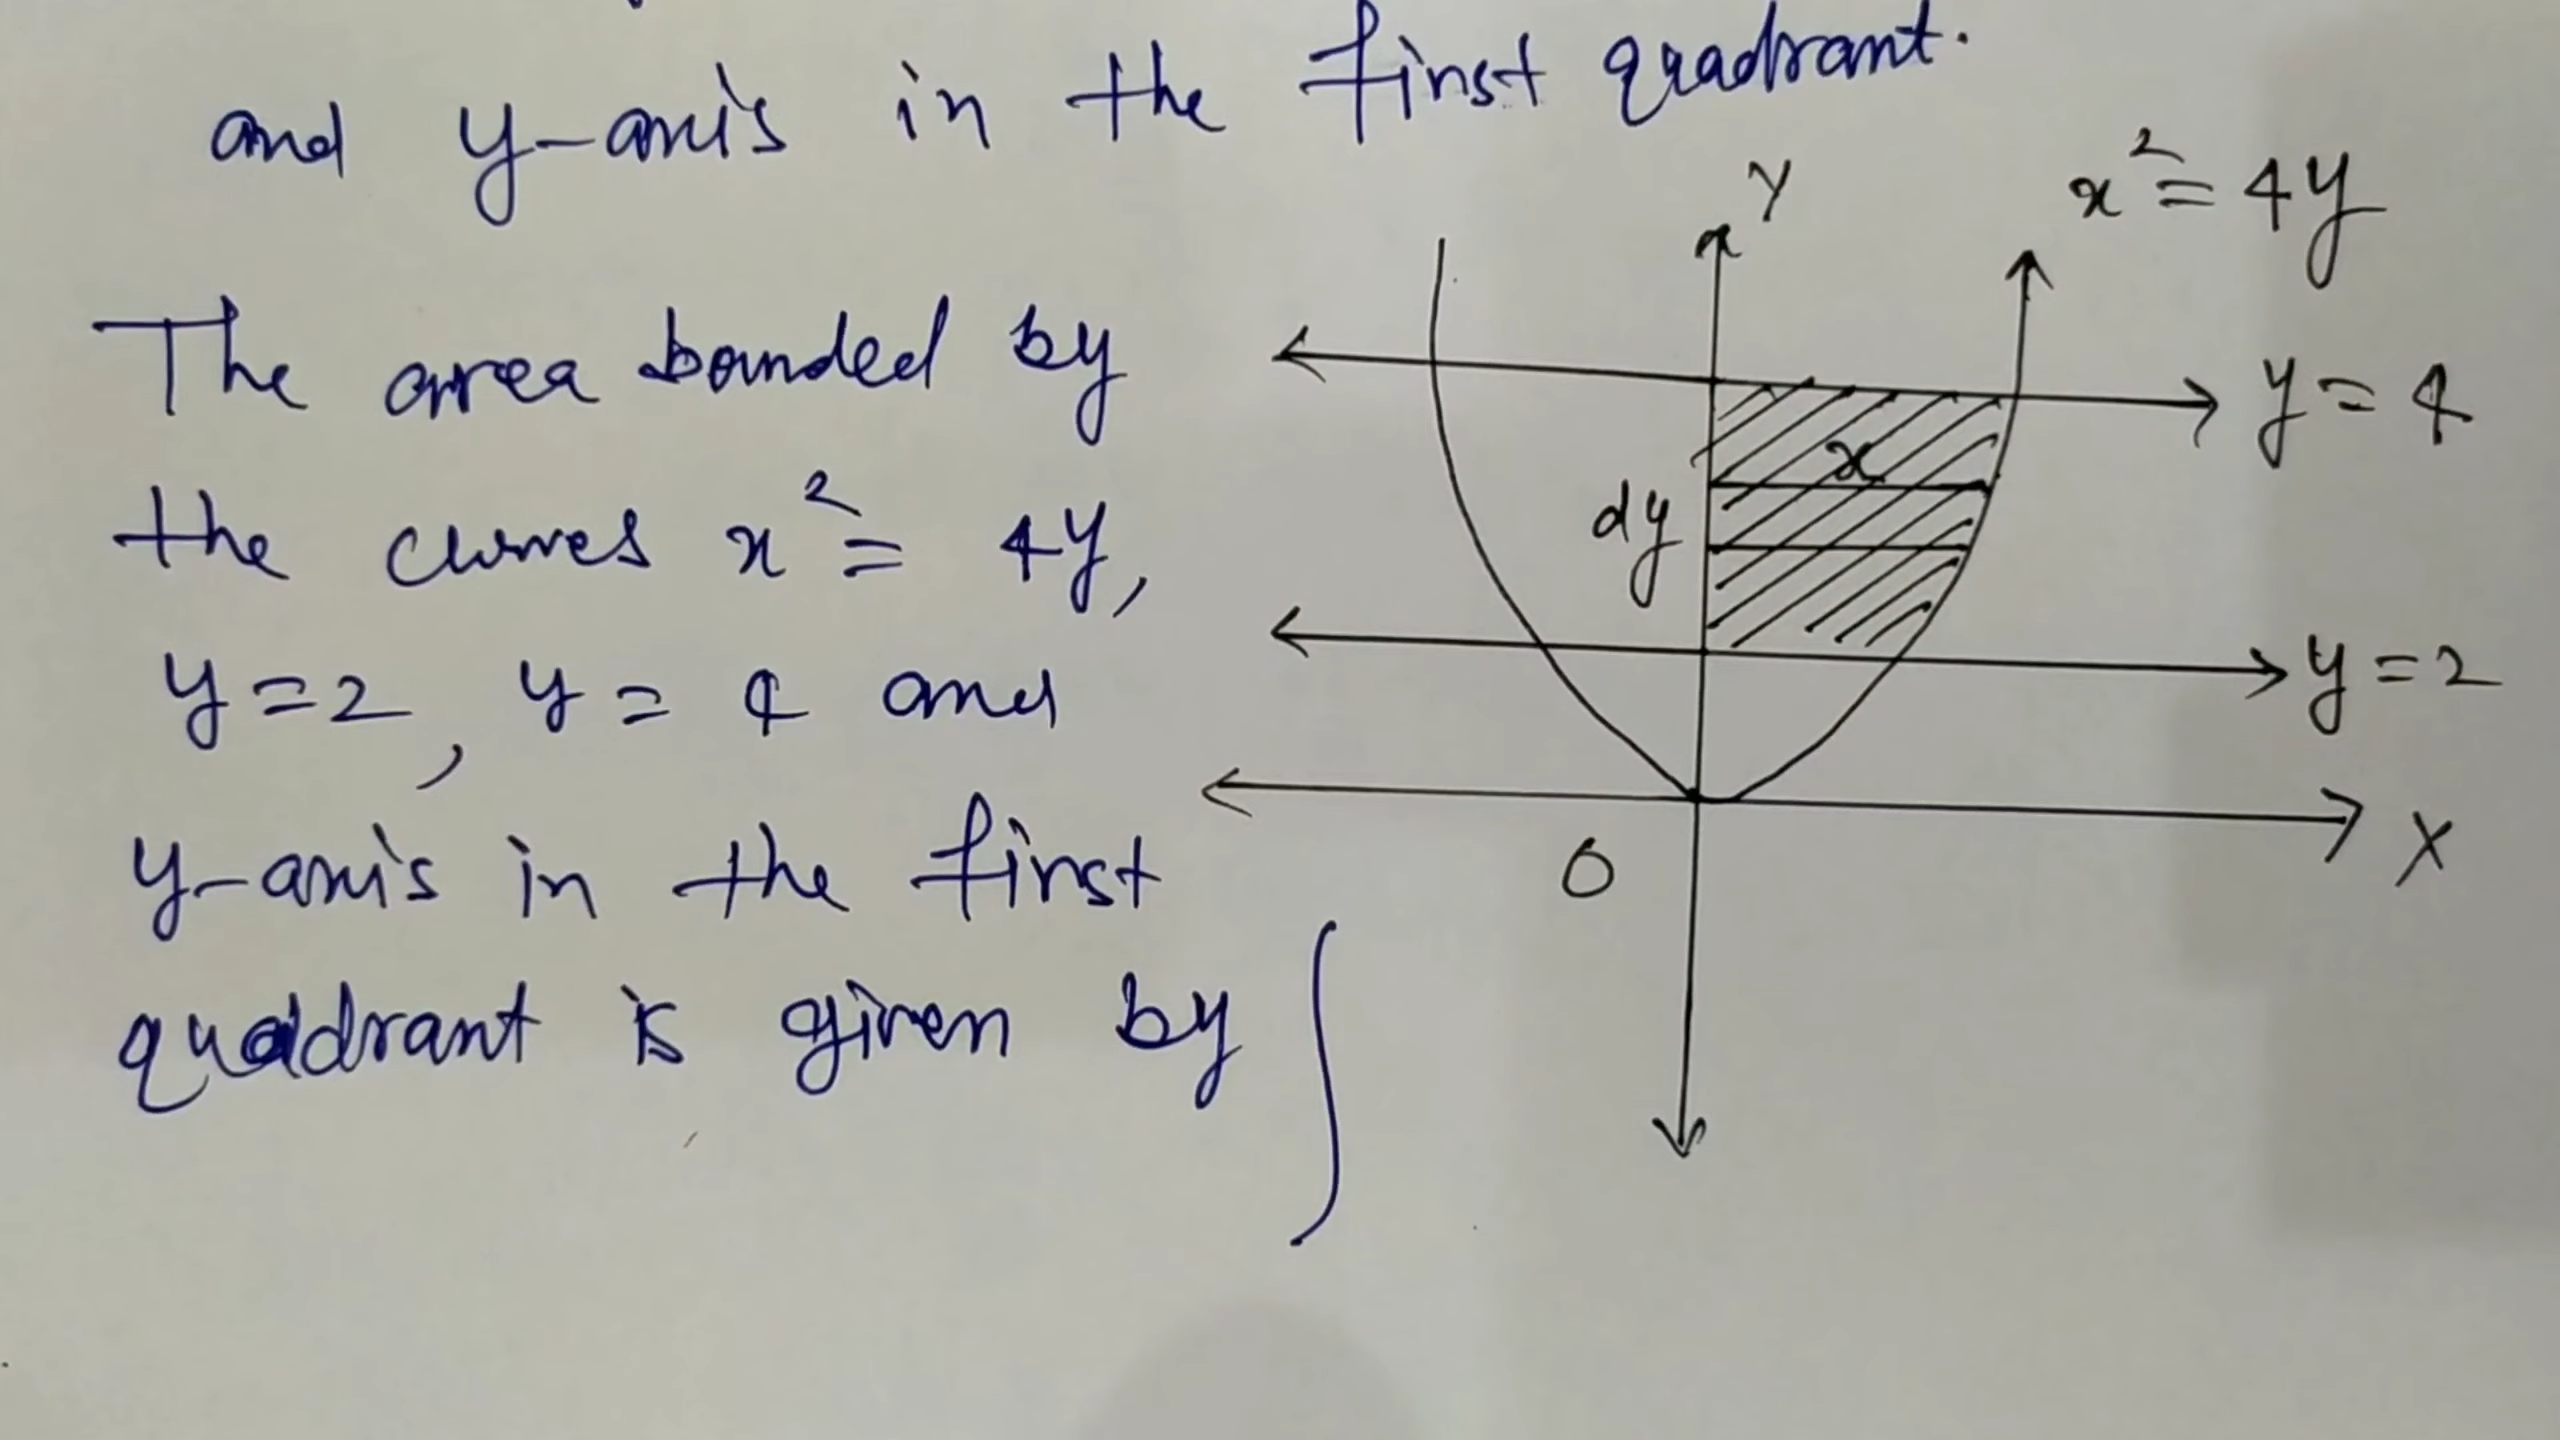 and y-axis in the first quadrant.
The area bounded by
the curves x² = 4y,
y=2, y = 4 and
y-axis in the first
quadrant is given by ∫
Y
x² = 4y
y = 4
x
dy
y = 2
O
X